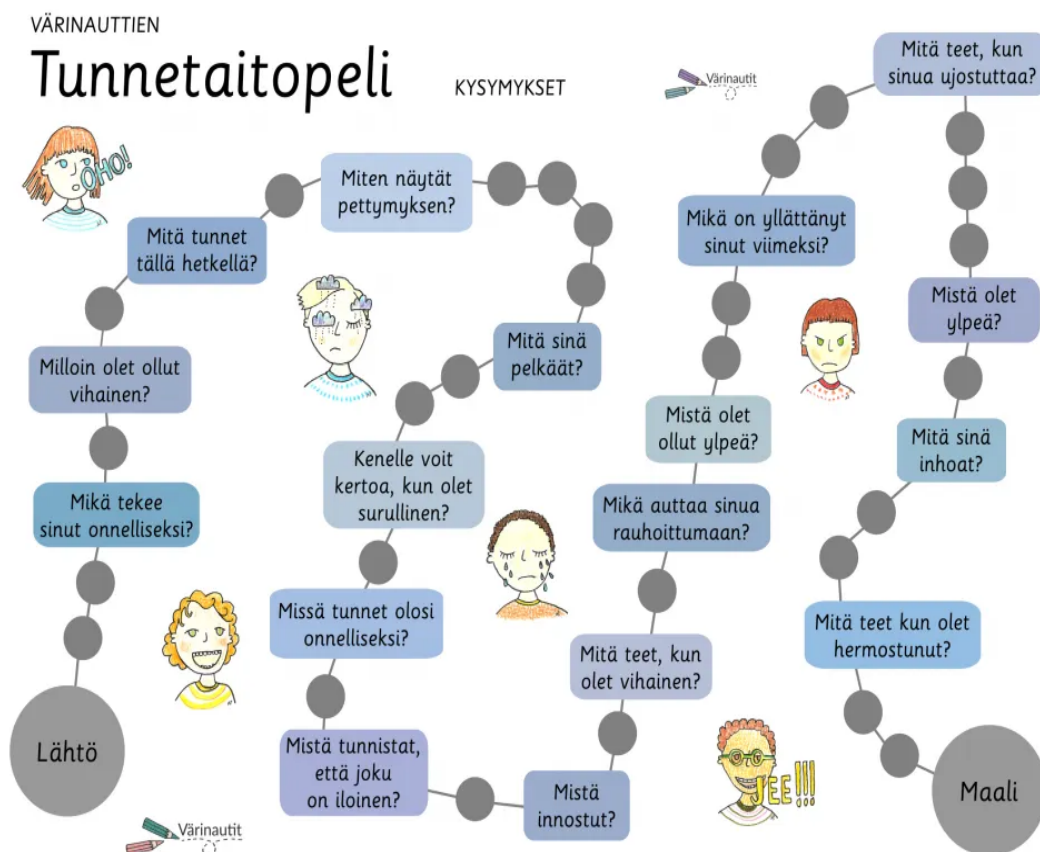 VÄRINAUTTIEN
Tunnetaitopeli
KYSYMYKSET
Värinautit
Mitä teet, kun
sinua ujostuttaa?
OHO!
Miten näytät
pettymyksen?
Mitä tunnet
tällä hetkellä?
Mikä on yllättänyt
sinut viimeksi?
Mistä olet
ylpeä?
Milloin olet ollut
vihainen?
Mitä sinä
pelkäät?
Mistä olet
ollut ylpeä?
Mitä sinä
inhoat?
Kenelle voit
kertoa, kun olet
surullinen?
Mikä tekee
sinut onnelliseksi?
Mikä auttaa sinua
rauhoittumaan?
Missä tunnet olosi
onnelliseksi?
Mitä teet kun olet
hermostunut?
Mitä teet, kun
olet vihainen?
Lähtö
Mistä tunnistat,
että joku
on iloinen?
Mistä
innostut?
JEE!!!
Maali
Värinautit